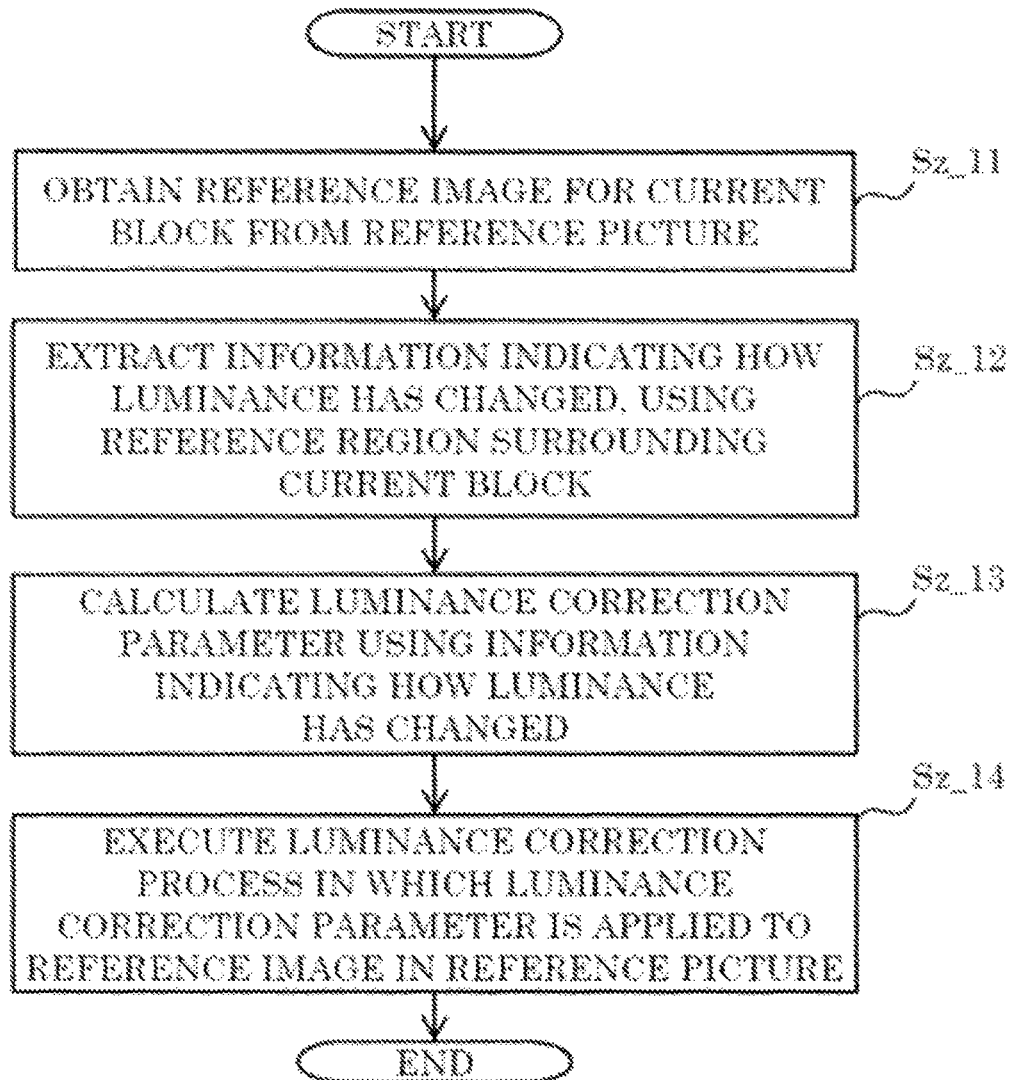 START
OBTAIN REFERENCE IMAGE FOR CURRENT
BLOCK FROM REFERENCE PICTURE
Sz_11
EXTRACT INFORMATION INDICATING HOW
LUMINANCE HAS CHANGED, USING
REFERENCE REGION SURROUNDING
CURRENT BLOCK
Sz_12
CALCULATE LUMINANCE CORRECTION
PARAMETER USING INFORMATION
INDICATING HOW LUMINANCE
HAS CHANGED
Sz_13
EXECUTE LUMINANCE CORRECTION
PROCESS IN WHICH LUMINANCE
CORRECTION PARAMETER IS APPLIED TO
REFERENCE IMAGE IN REFERENCE PICTURE
Sz_14
END